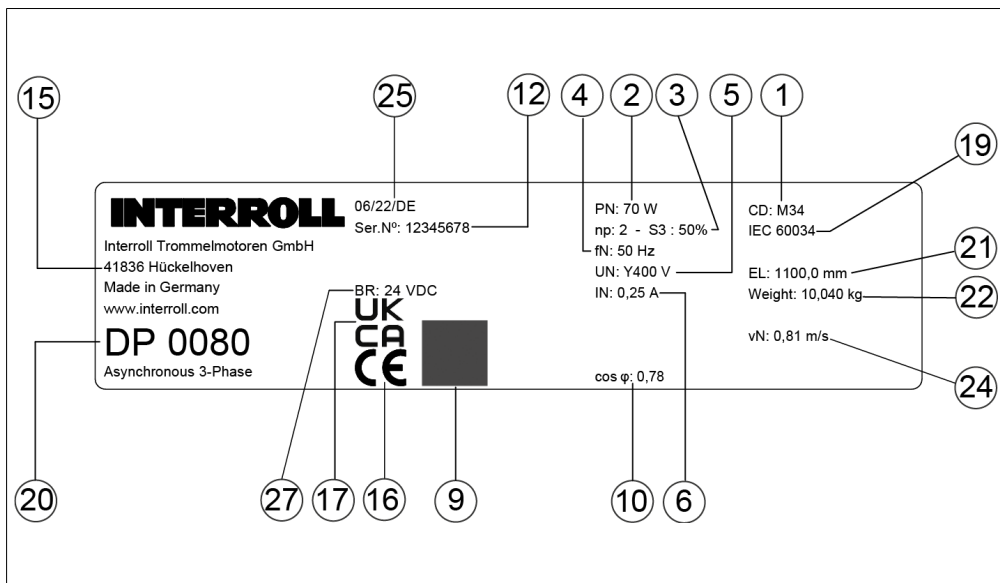 15
25
12
4
2
3
5
1
19
INTERROLL
Interroll Trommelmotoren GmbH
41836 Hückelhoven
Made in Germany
www.interroll.com
DP 0080
Asynchronous 3-Phase
06/22/DE
Ser.Nº: 12345678
BR: 24 VDC
UK
CA
CE
PN: 70 W
np: 2 - S3 : 50%
fN: 50 Hz
UN: Y400 V
IN: 0,25 A
cos φ: 0,78
CD: M34
IEC 60034
EL: 1100,0 mm
Weight: 10,040 kg
vN: 0,81 m/s
21
22
24
20
27
17
16
9
10
6